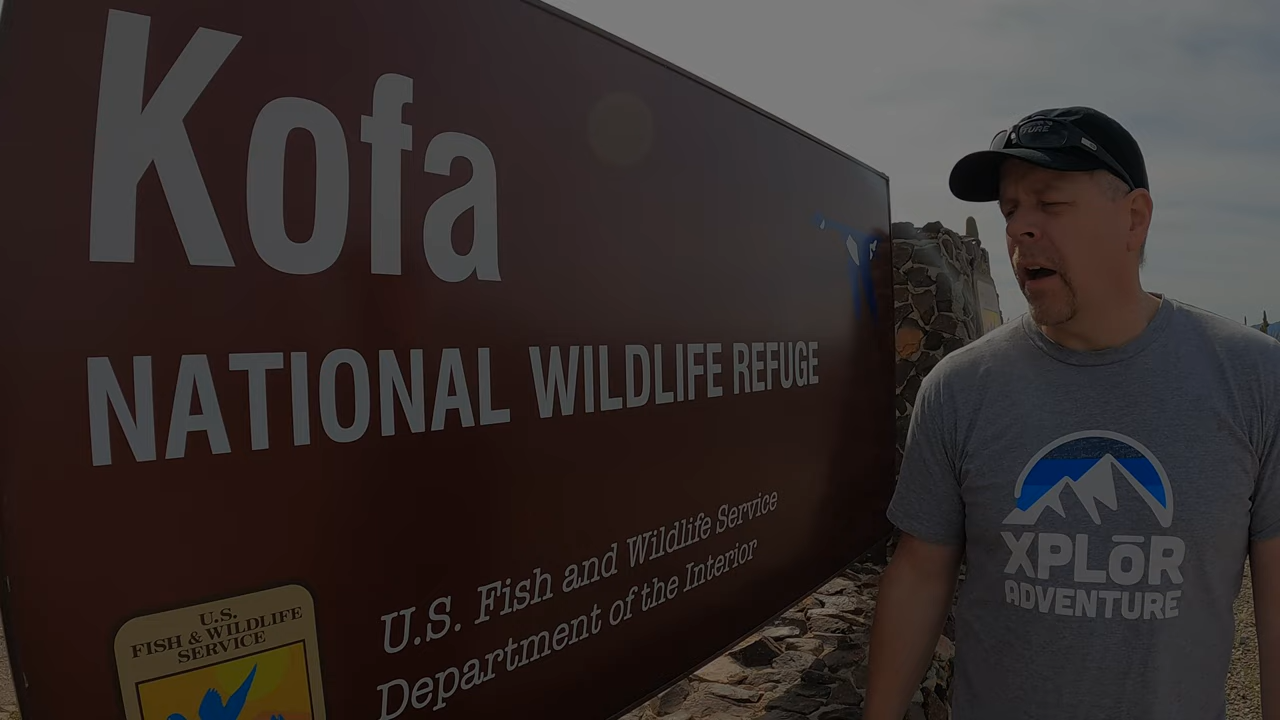 Kofa
NATIONAL WILDLIFE REFUGE
U.S. Fish and Wildlife Service
Department of the Interior
U.S.
FISH & WILDLIFE
SERVICE
XPLŌR
ADVENTURE